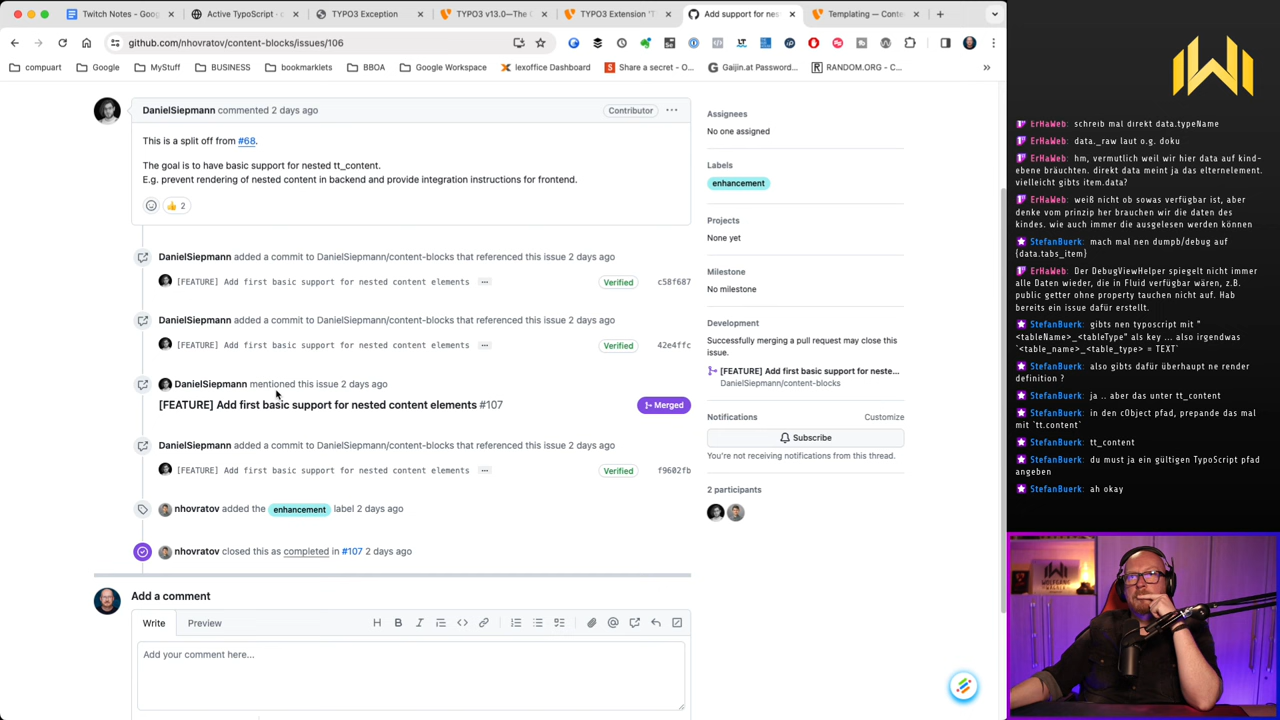 Twitch Notes - Google
Active TypoScript - c
TYPO3 Exception
TYPO3 v13.0—The C
TYPO3 Extension "T
Add support for nes
Templating — Conte
github.com/nhovratov/content-blocks/issues/106
compuart
Google
MyStuff
BUSINESS
bookmarklets
BBOA
Google Workspace
lexoffice Dashboard
Share a secret - O...
Gaijin.at Password...
RANDOM.ORG - C...
DanielSiepmann commented 2 days ago
Contributor
This is a split off from #68.
The goal is to have basic support for nested tt_content.
E.g. prevent rendering of nested content in backend and provide integration instructions for frontend.
👍 2
DanielSiepmann added a commit to DanielSiepmann/content-blocks that referenced this issue 2 days ago
[FEATURE] Add first basic support for nested content elements ...
Verified
c58f687
DanielSiepmann added a commit to DanielSiepmann/content-blocks that referenced this issue 2 days ago
[FEATURE] Add first basic support for nested content elements ...
Verified
42e4ffc
DanielSiepmann mentioned this issue 2 days ago
[FEATURE] Add first basic support for nested content elements #107
Merged
DanielSiepmann added a commit to DanielSiepmann/content-blocks that referenced this issue 2 days ago
[FEATURE] Add first basic support for nested content elements ...
Verified
f9602fb
nhovratov added the enhancement label 2 days ago
nhovratov closed this as completed in #107 2 days ago
Add a comment
Write
Preview
Add your comment here...
Assignees
No one assigned
Labels
enhancement
Projects
None yet
Milestone
No milestone
Development
Successfully merging a pull request may close this
issue.
[FEATURE] Add first basic support for neste...
DanielSiepmann/content-blocks
Notifications
Customize
Subscribe
You're not receiving notifications from this thread.
2 participants
ErHaWeb: schreib mal direkt data.typeName
ErHaWeb: data._raw laut o.g. doku
ErHaWeb: hm, vermutlich weil wir hier data auf kind-
ebene bräuchten. direkt data meint ja das elternelement.
vielleicht gibts item.data?
ErHaWeb: weiß nicht ob sowas verfügbar ist, aber
denke vom prinzip her brauchen wir die daten des
kindes. wie auch immer die ausgelesen werden können
StefanBuerk: mach mal nen dumpb/debug auf
{data.tabs_item}
ErHaWeb: Der DebugViewHelper spiegelt nicht immer
alle Daten wieder, die in Fluid verfügbar wären, z.B.
public getter ohne property tauchen nicht auf. Hab
bereits ein issue dafür erstellt.
StefanBuerk: gibts nen typoscript mit "
<tableName>_<tableType" als key ... also irgendwas
`<table_name>_<table_type> = TEXT`
StefanBuerk: also gibts dafür überhaupt ne render
definition ?
StefanBuerk: ja .. aber das unter tt_content
StefanBuerk: in den cObject pfad, prepande das mal
mit `tt.content`
StefanBuerk: tt_content
StefanBuerk: du must ja ein gültigen TypoScript pfad
angeben
StefanBuerk: ah okay